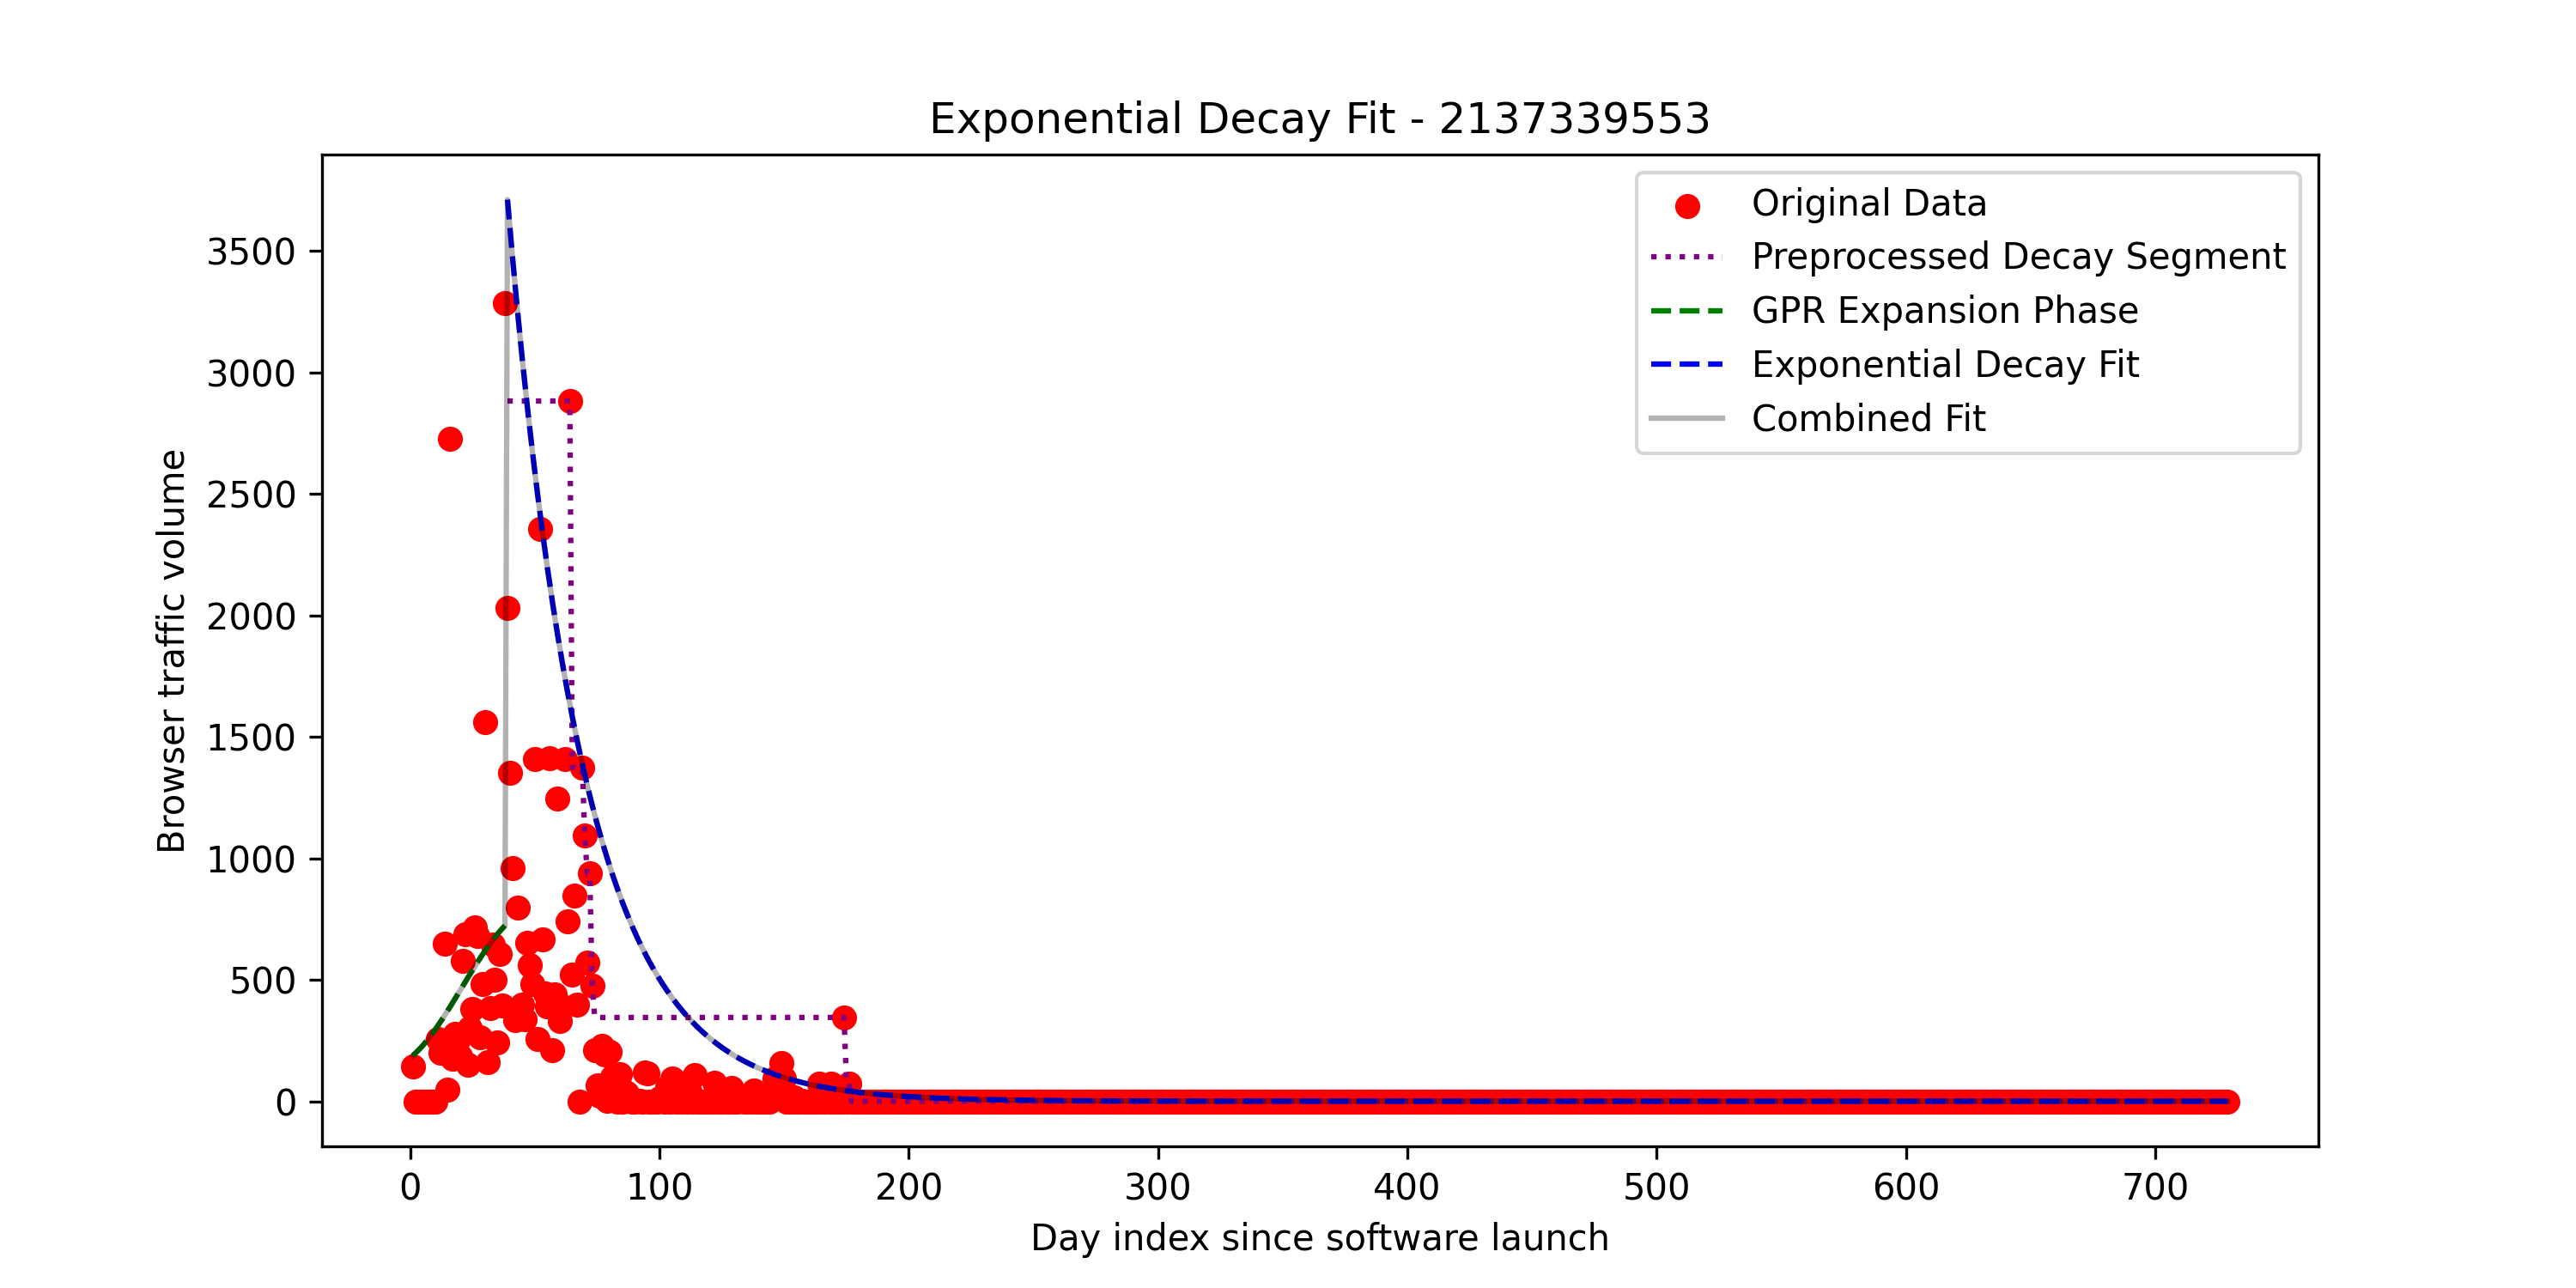 Exponential Decay Fit - 2137339553
Original Data
Preprocessed Decay Segment
GPR Expansion Phase
Exponential Decay Fit
Combined Fit
Browser traffic volume
3500
3000
2500
2000
1500
1000
500
0
0 100 200 300 400 500 600 700
Day index since software launch